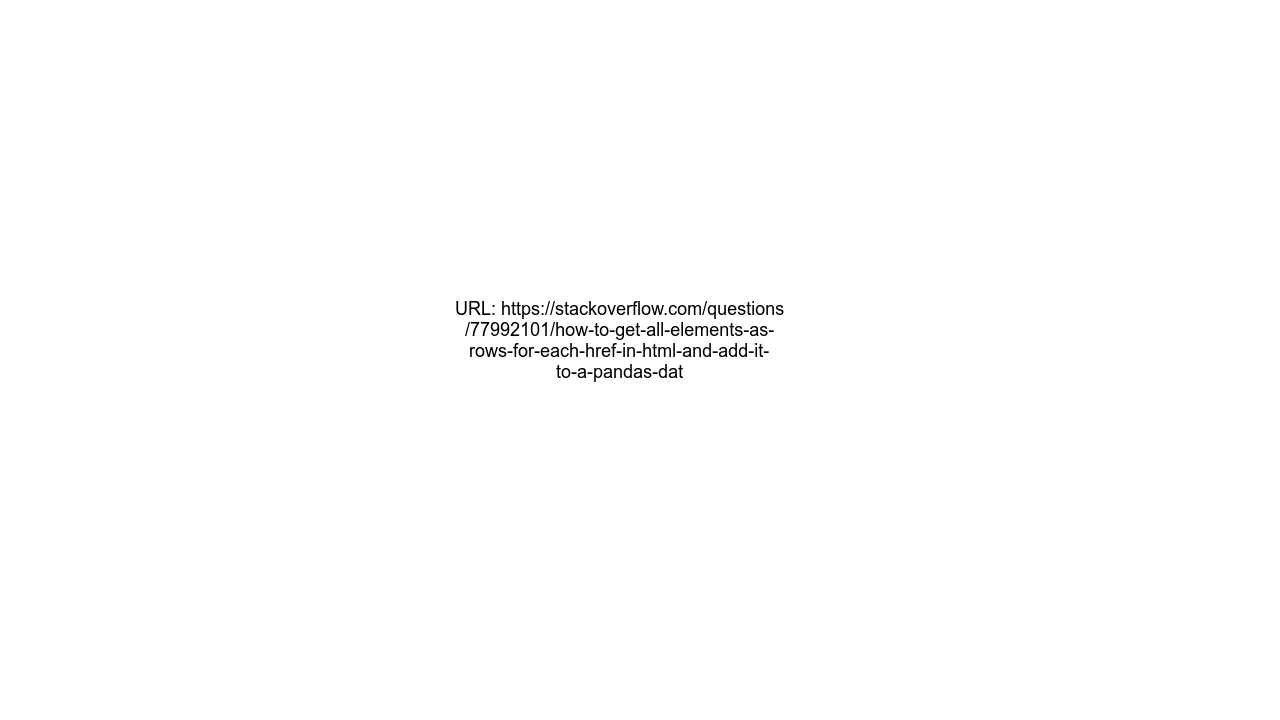 URL: https://stackoverflow.com/questions
/77992101/how-to-get-all-elements-as-
rows-for-each-href-in-html-and-add-it-
to-a-pandas-dat